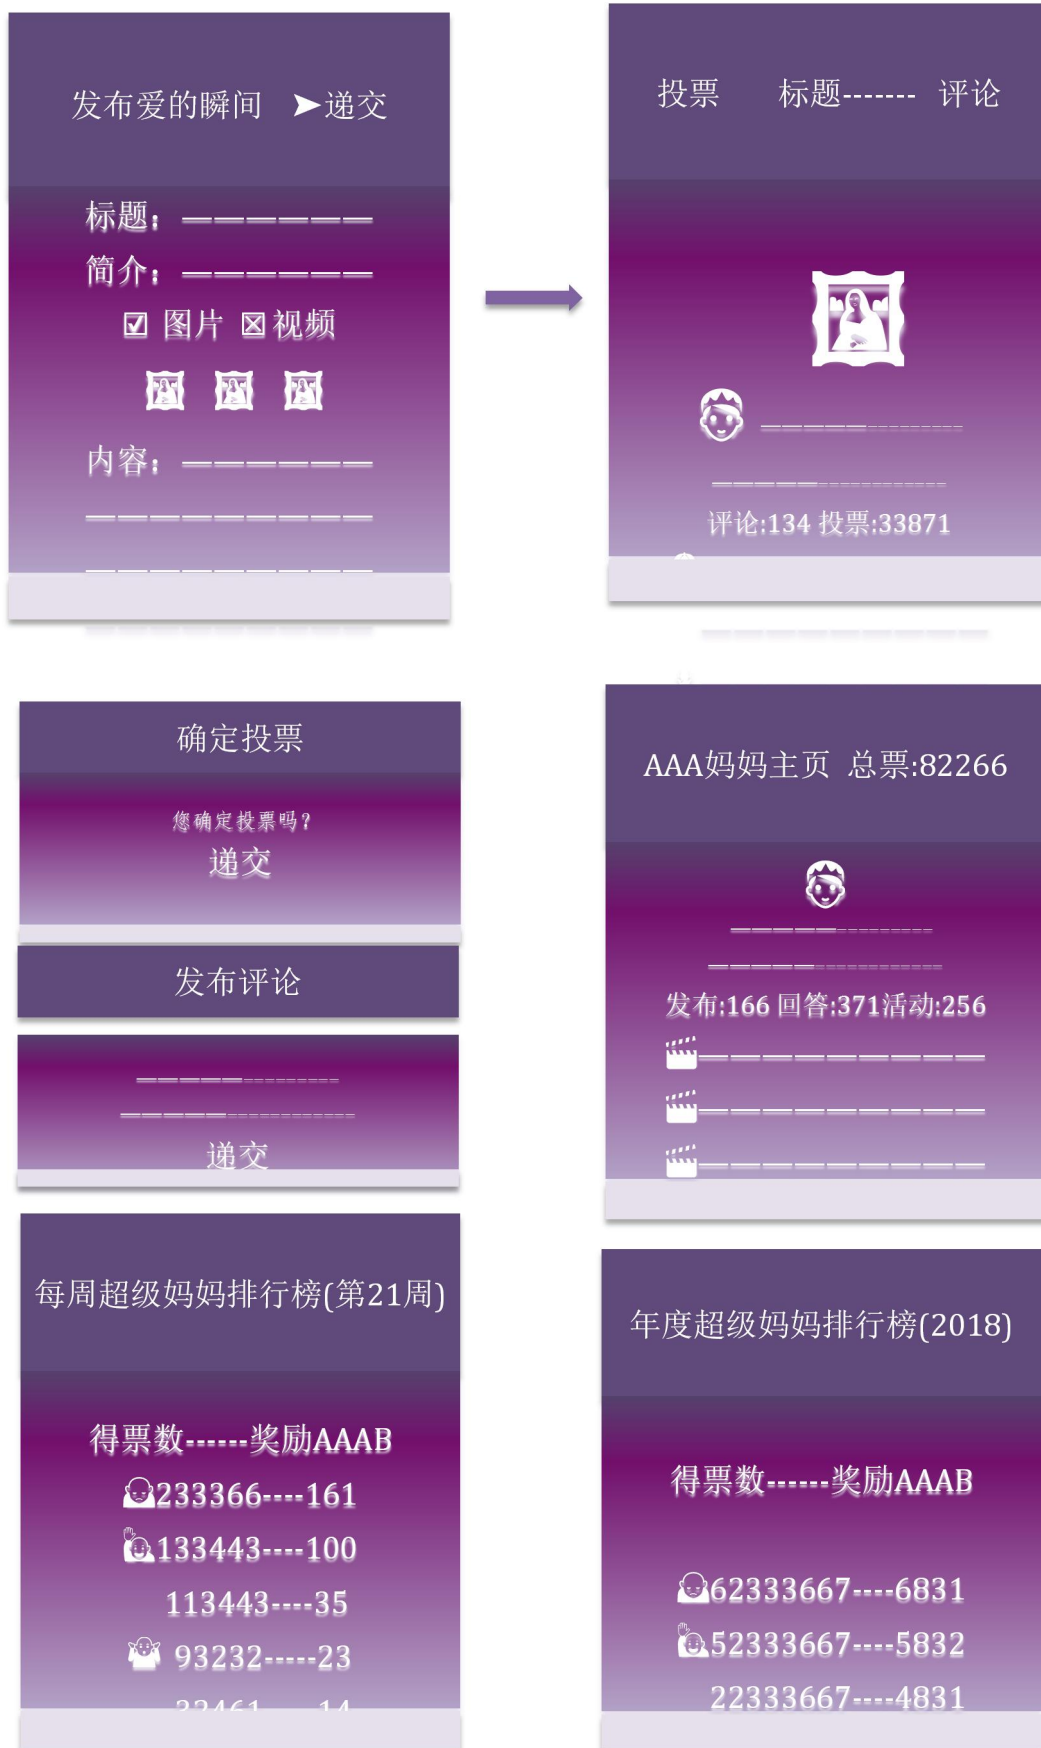 发布爱的瞬间 ➤递交
标题：——————
简介：——————
☑ 图片 ☒视频
内容：——————
投票 标题------- 评论
评论:134 投票:33871
确定投票
您确定投票吗？
递交
发布评论
递交
AAA妈妈主页 总票:82266
发布:166 回答:371活动:256
每周超级妈妈排行榜(第21周)
得票数------奖励AAAB
233366----161
133443----100
113443----35
93232-----23
32461 14
年度超级妈妈排行榜(2018)
得票数------奖励AAAB
62333667----6831
52333667----5832
22333667----4831